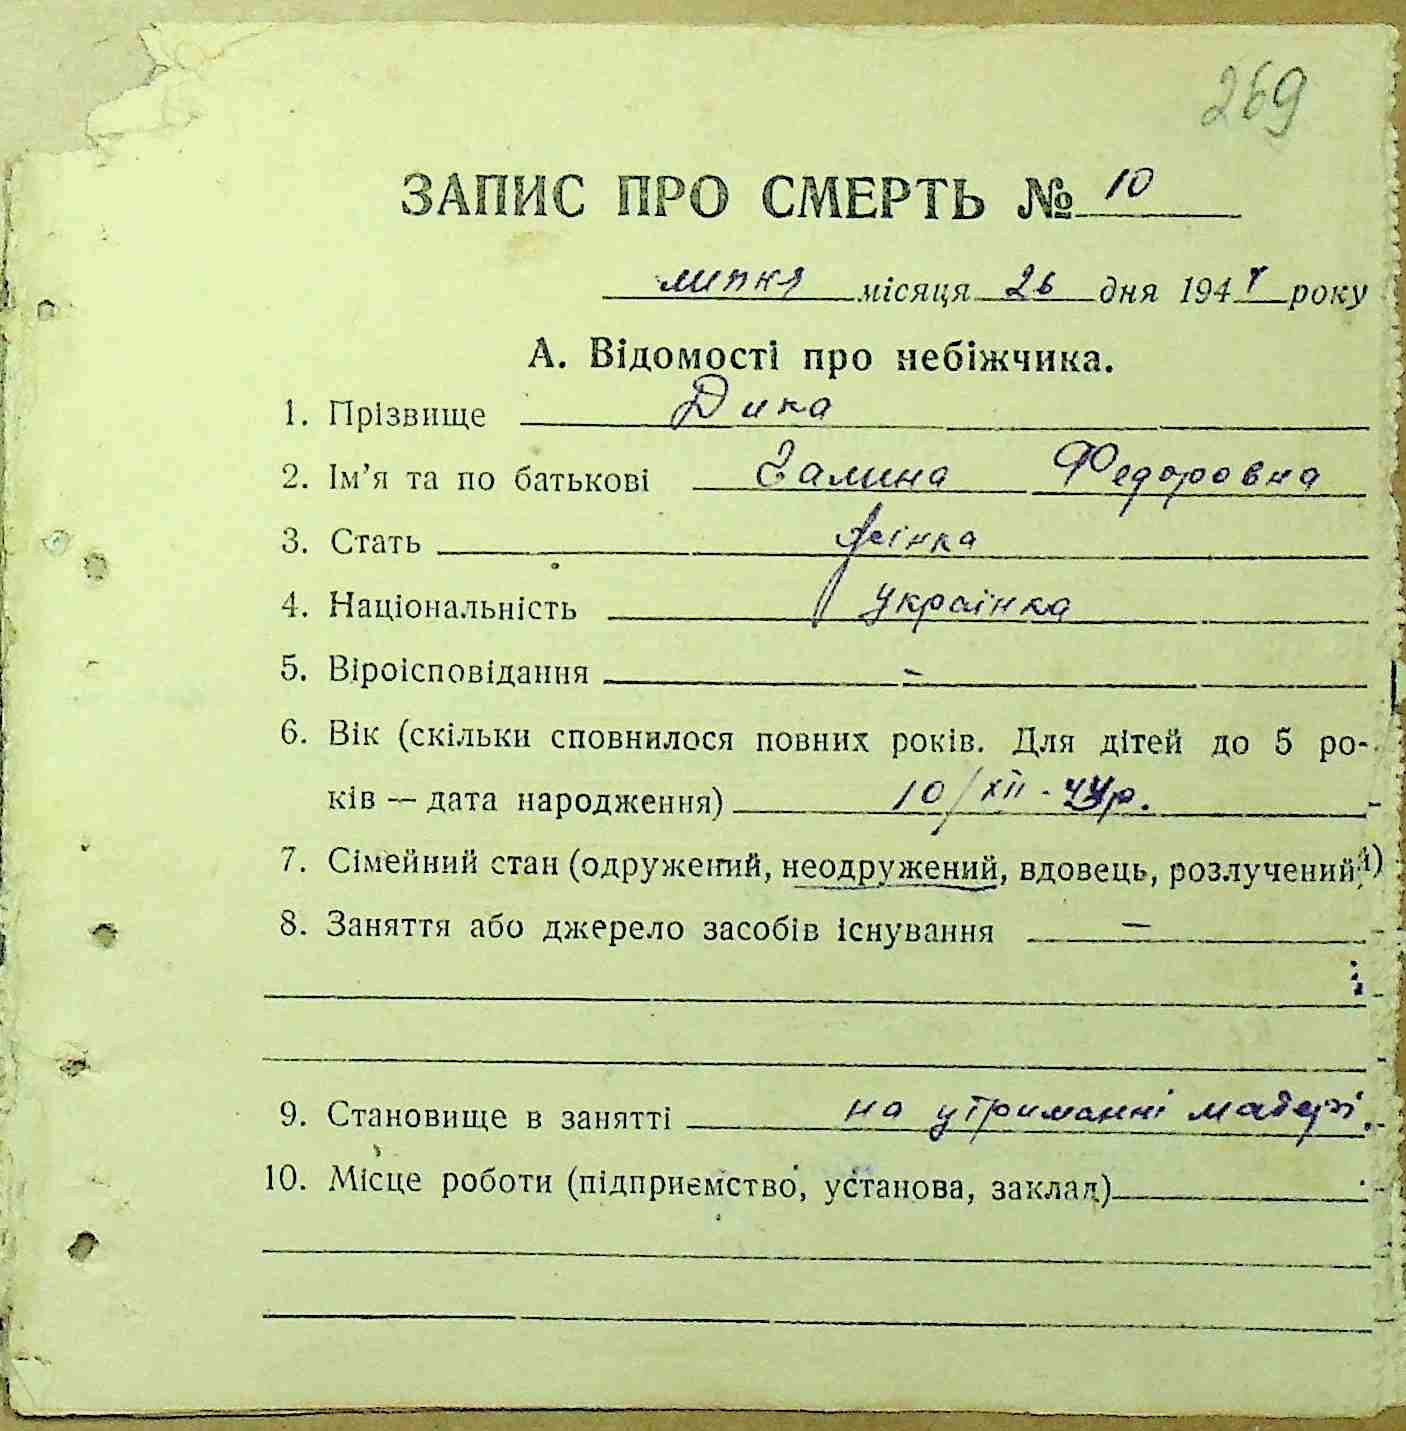 269
ЗАПИС ПРО СМЕРТЬ № 10
липня місяця 26 дня 194 року
А. Відомості про небіжчика.
1. Прізвище Дика
2. Ім'я та по батькові Галина Федоровна
3. Стать жінка
4. Національність українка
5. Віроісповідання –
6. Вік (скільки сповнилося повних років. Для дітей до 5 ро-
ків — дата народження) 10/XII - 44р.
7. Сімейний стан (одружений, неодружений, вдовець, розлучений)
8. Заняття або джерело засобів існування –
9. Становище в занятті на утриманні матері.
10. Місце роботи (підприємство, установа, заклад)